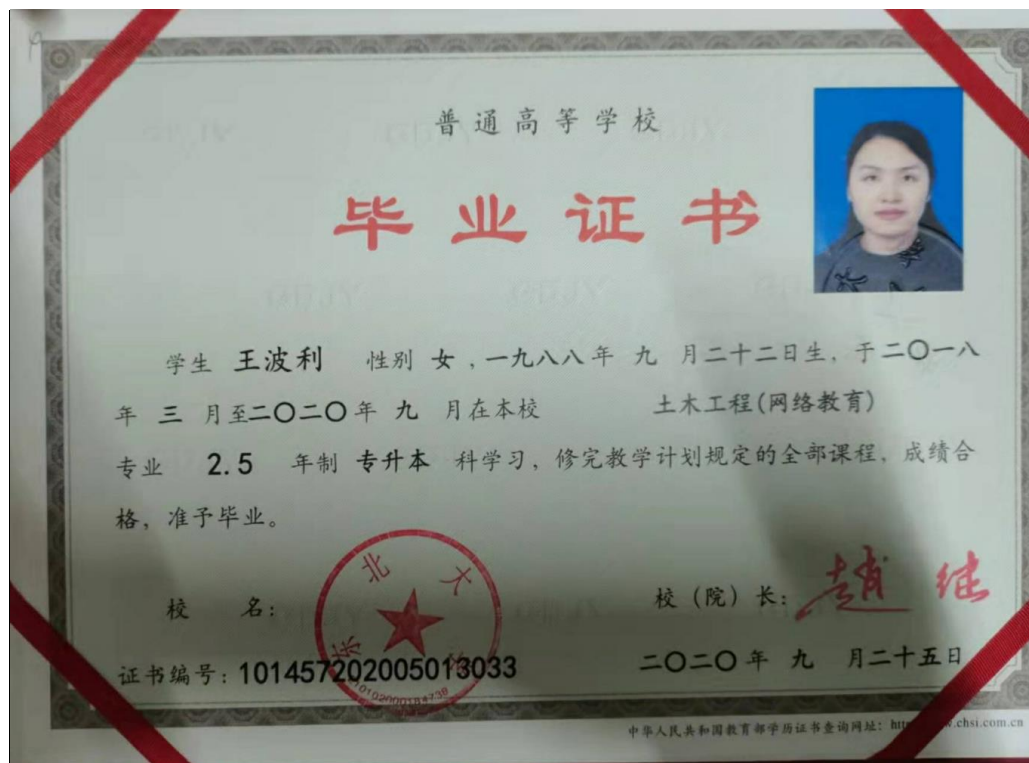 普通高等学校
毕业证书
学生 王波利 性别 女，一九八八年 九 月二十二日生，于二〇一八
年 三 月至二〇二〇年 九 月在本校 土木工程(网络教育)
专业 2.5 年制 专升本 科学习，修完教学计划规定的全部课程，成绩合
格，准予毕业。
东北大学
校 名：
校（院）长：赵继
证书编号：101457202005013033
二〇二〇年 九 月二十五日
中华人民共和国教育部学历证书查询网址：